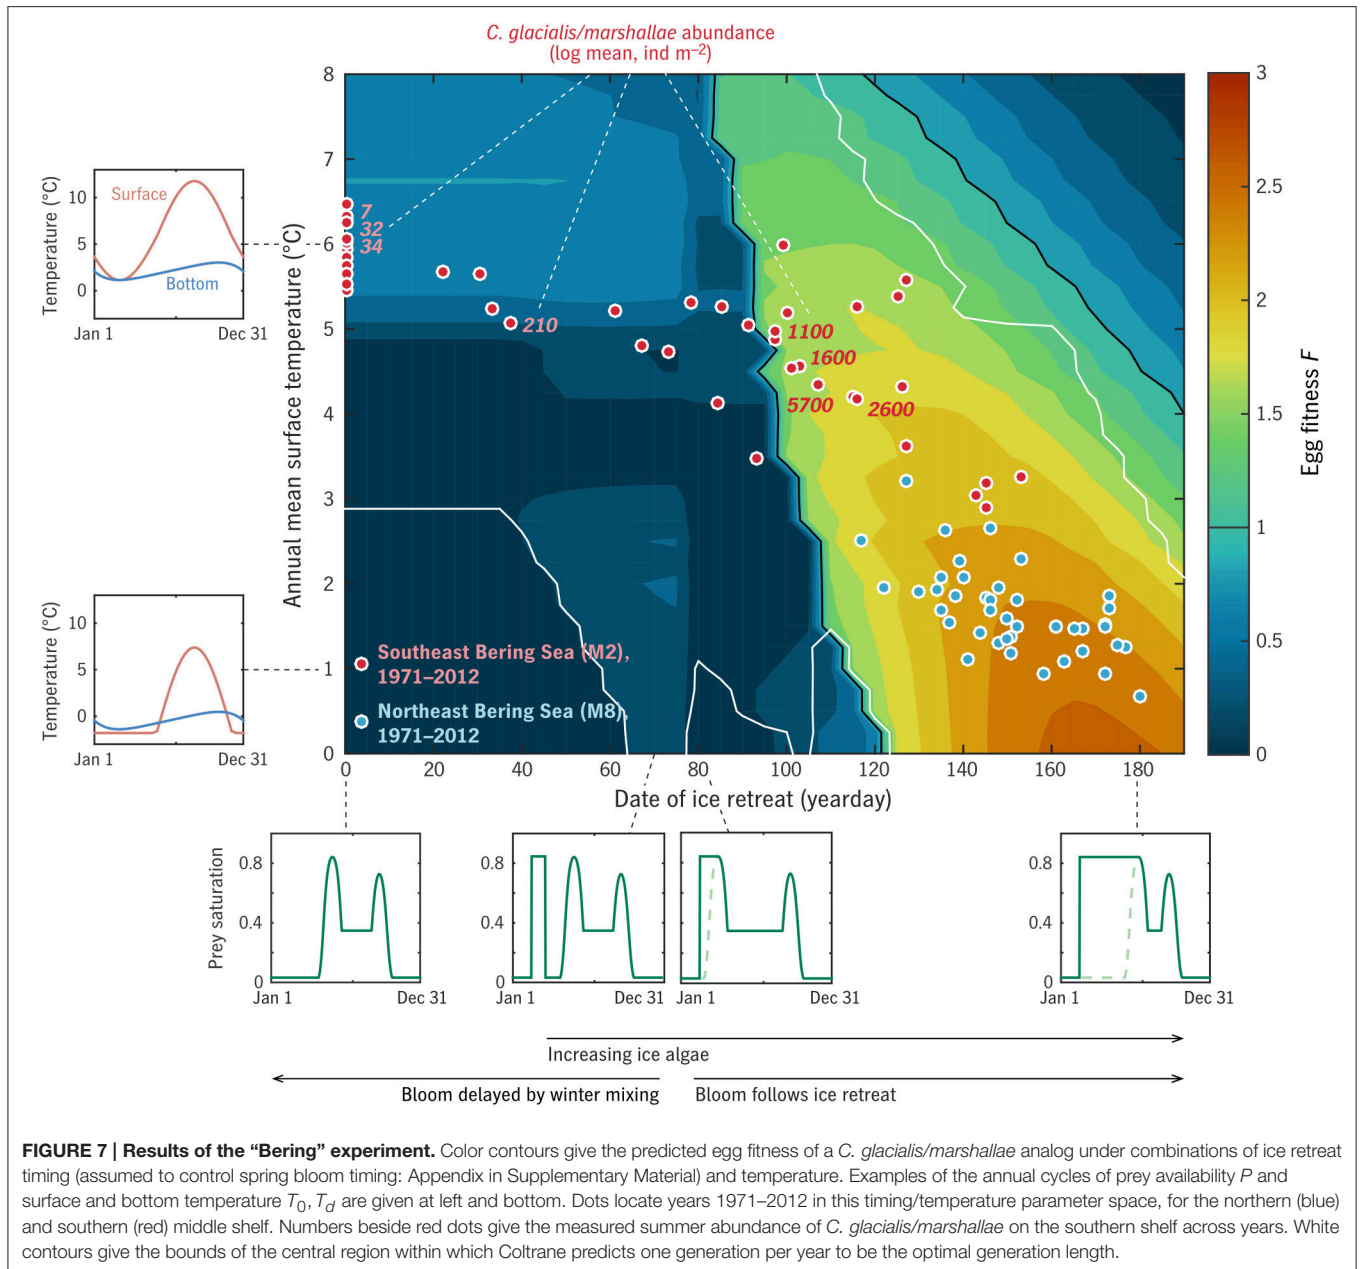 C. glacialis/marshallae abundance
(log mean, ind m–2)
Annual mean surface temperature (°C)
8
7
6
5
4
3
2
1
0
0 20 40 60 80 100 120 140 160 180
Date of ice retreat (yearday)
7
32
34
210
1100
1600
5700
2600
Southeast Bering Sea (M2),
1971–2012
Northeast Bering Sea (M8),
1971–2012
3
2.5
2
1.5
1
0.5
0
Egg fitness F
Temperature (°C)
10
5
0
Surface
Bottom
Jan 1 Dec 31
Temperature (°C)
10
5
0
Jan 1 Dec 31
Prey saturation
0.8
0.4
0
Jan 1 Dec 31
0.8
0.4
0
Jan 1 Dec 31
0.8
0.4
0
Jan 1 Dec 31
0.8
0.4
0
Jan 1 Dec 31
Increasing ice algae
Bloom delayed by winter mixing
Bloom follows ice retreat
FIGURE 7 | Results of the “Bering” experiment. Color contours give the predicted egg fitness of a C. glacialis/marshallae analog under combinations of ice retreat
timing (assumed to control spring bloom timing: Appendix in Supplementary Material) and temperature. Examples of the annual cycles of prey availability P and
surface and bottom temperature T0, Td are given at left and bottom. Dots locate years 1971–2012 in this timing/temperature parameter space, for the northern (blue)
and southern (red) middle shelf. Numbers beside red dots give the measured summer abundance of C. glacialis/marshallae on the southern shelf across years. White
contours give the bounds of the central region within which Coltrane predicts one generation per year to be the optimal generation length.